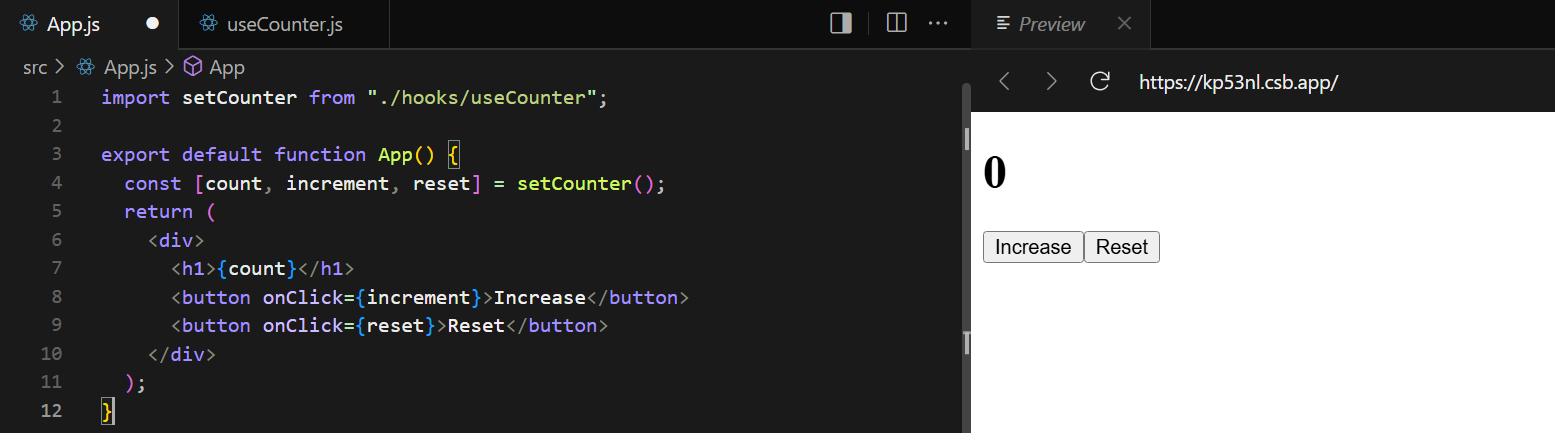 App.js useCounter.js Preview
src > App.js > App
https://kp53nl.csb.app/
1 import setCounter from "./hooks/useCounter";
2
3 export default function App() {
4 const [count, increment, reset] = setCounter();
5 return (
6 <div>
7 <h1>{count}</h1>
8 <button onClick={increment}>Increase</button>
9 <button onClick={reset}>Reset</button>
10 </div>
11 );
12 }
0
Increase Reset